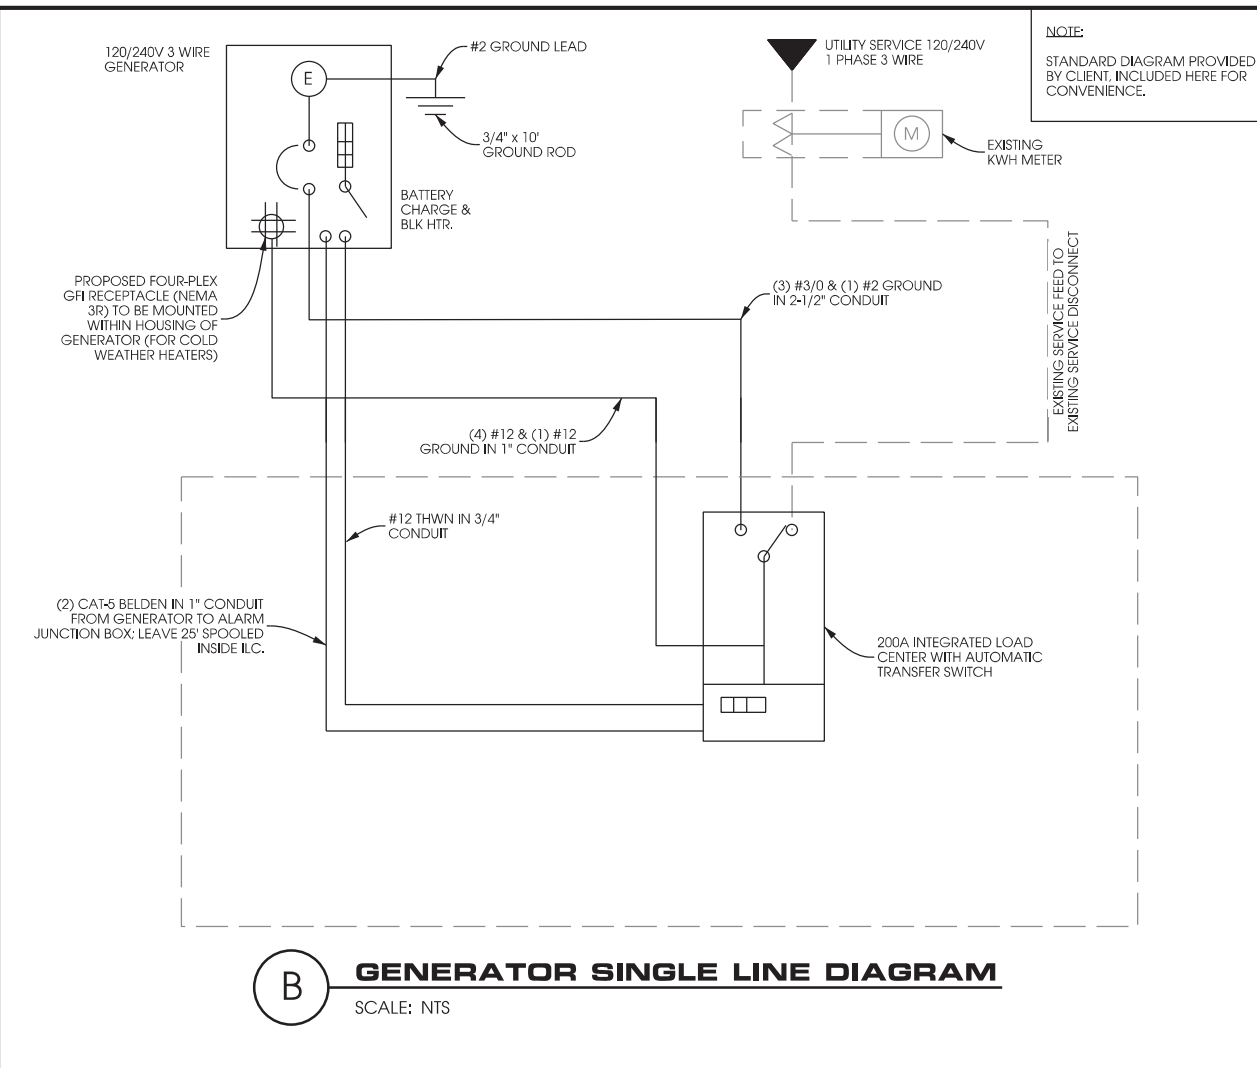 120/240V 3 WIRE
GENERATOR
E
#2 GROUND LEAD
3/4" x 10'
GROUND ROD
BATTERY
CHARGE &
BLK HTR.
UTILITY SERVICE 120/240V
1 PHASE 3 WIRE
M
EXISTING
KWH METER
NOTE:
STANDARD DIAGRAM PROVIDED
BY CLIENT, INCLUDED HERE FOR
CONVENIENCE.
PROPOSED FOUR-PLEX
GFI RECEPTACLE (NEMA
3R) TO BE MOUNTED
WITHIN HOUSING OF
GENERATOR (FOR COLD
WEATHER HEATERS)
(3) #3/0 & (1) #2 GROUND
IN 2-1/2" CONDUIT
EXISTING SERVICE FEED TO
EXISTING SERVICE DISCONNECT
(4) #12 & (1) #12
GROUND IN 1" CONDUIT
#12 THWN IN 3/4"
CONDUIT
(2) CAT-5 BELDEN IN 1" CONDUIT
FROM GENERATOR TO ALARM
JUNCTION BOX; LEAVE 25' SPOOLED
INSIDE ILC.
200A INTEGRATED LOAD
CENTER WITH AUTOMATIC
TRANSFER SWITCH
B
GENERATOR SINGLE LINE DIAGRAM
SCALE: NTS